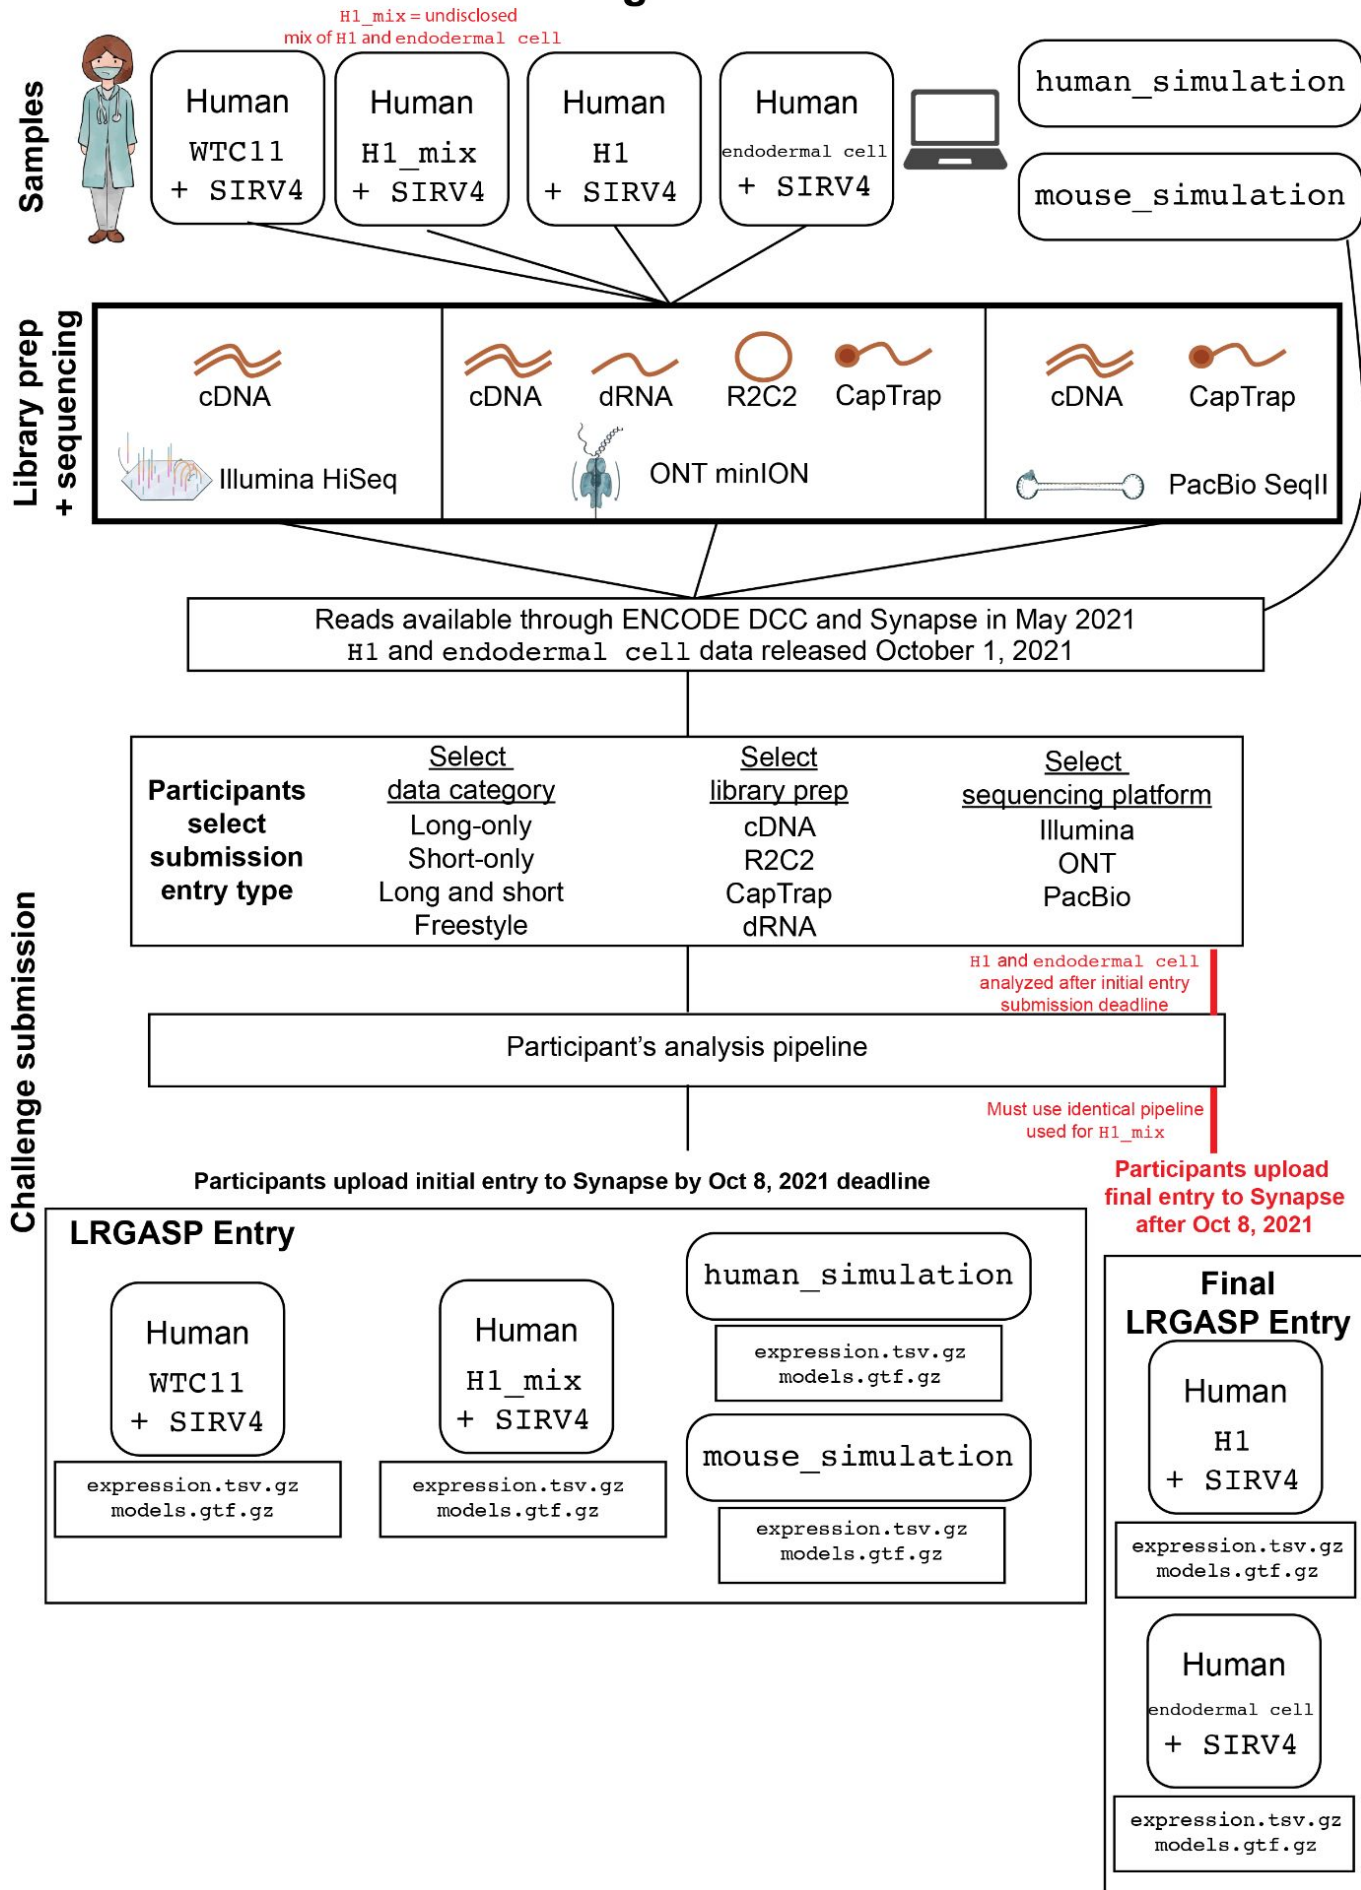 H1_mix = undisclosed
mix of H1 and endodermal cell
Samples
Human
WTC11
+ SIRV4
Human
H1_mix
+ SIRV4
Human
H1
+ SIRV4
Human
endodermal cell
+ SIRV4
human_simulation
mouse_simulation
Library prep
+ sequencing
cDNA
Illumina HiSeq
cDNA
dRNA
R2C2
CapTrap
ONT minION
cDNA
CapTrap
PacBio SeqII
Reads available through ENCODE DCC and Synapse in May 2021
H1 and endodermal cell data released October 1, 2021
Challenge submission
Participants
select
submission
entry type
Select
data category
Long-only
Short-only
Long and short
Freestyle
Select
library prep
cDNA
R2C2
CapTrap
dRNA
Select
sequencing platform
Illumina
ONT
PacBio
H1 and endodermal cell
analyzed after initial entry
submission deadline
Participant's analysis pipeline
Must use identical pipeline
used for H1_mix
Participants upload initial entry to Synapse by Oct 8, 2021 deadline
Participants upload
final entry to Synapse
after Oct 8, 2021
LRGASP Entry
Human
WTC11
+ SIRV4
expression.tsv.gz
models.gtf.gz
Human
H1_mix
+ SIRV4
expression.tsv.gz
models.gtf.gz
human_simulation
expression.tsv.gz
models.gtf.gz
mouse_simulation
expression.tsv.gz
models.gtf.gz
Final
LRGASP Entry
Human
H1
+ SIRV4
expression.tsv.gz
models.gtf.gz
Human
endodermal cell
+ SIRV4
expression.tsv.gz
models.gtf.gz